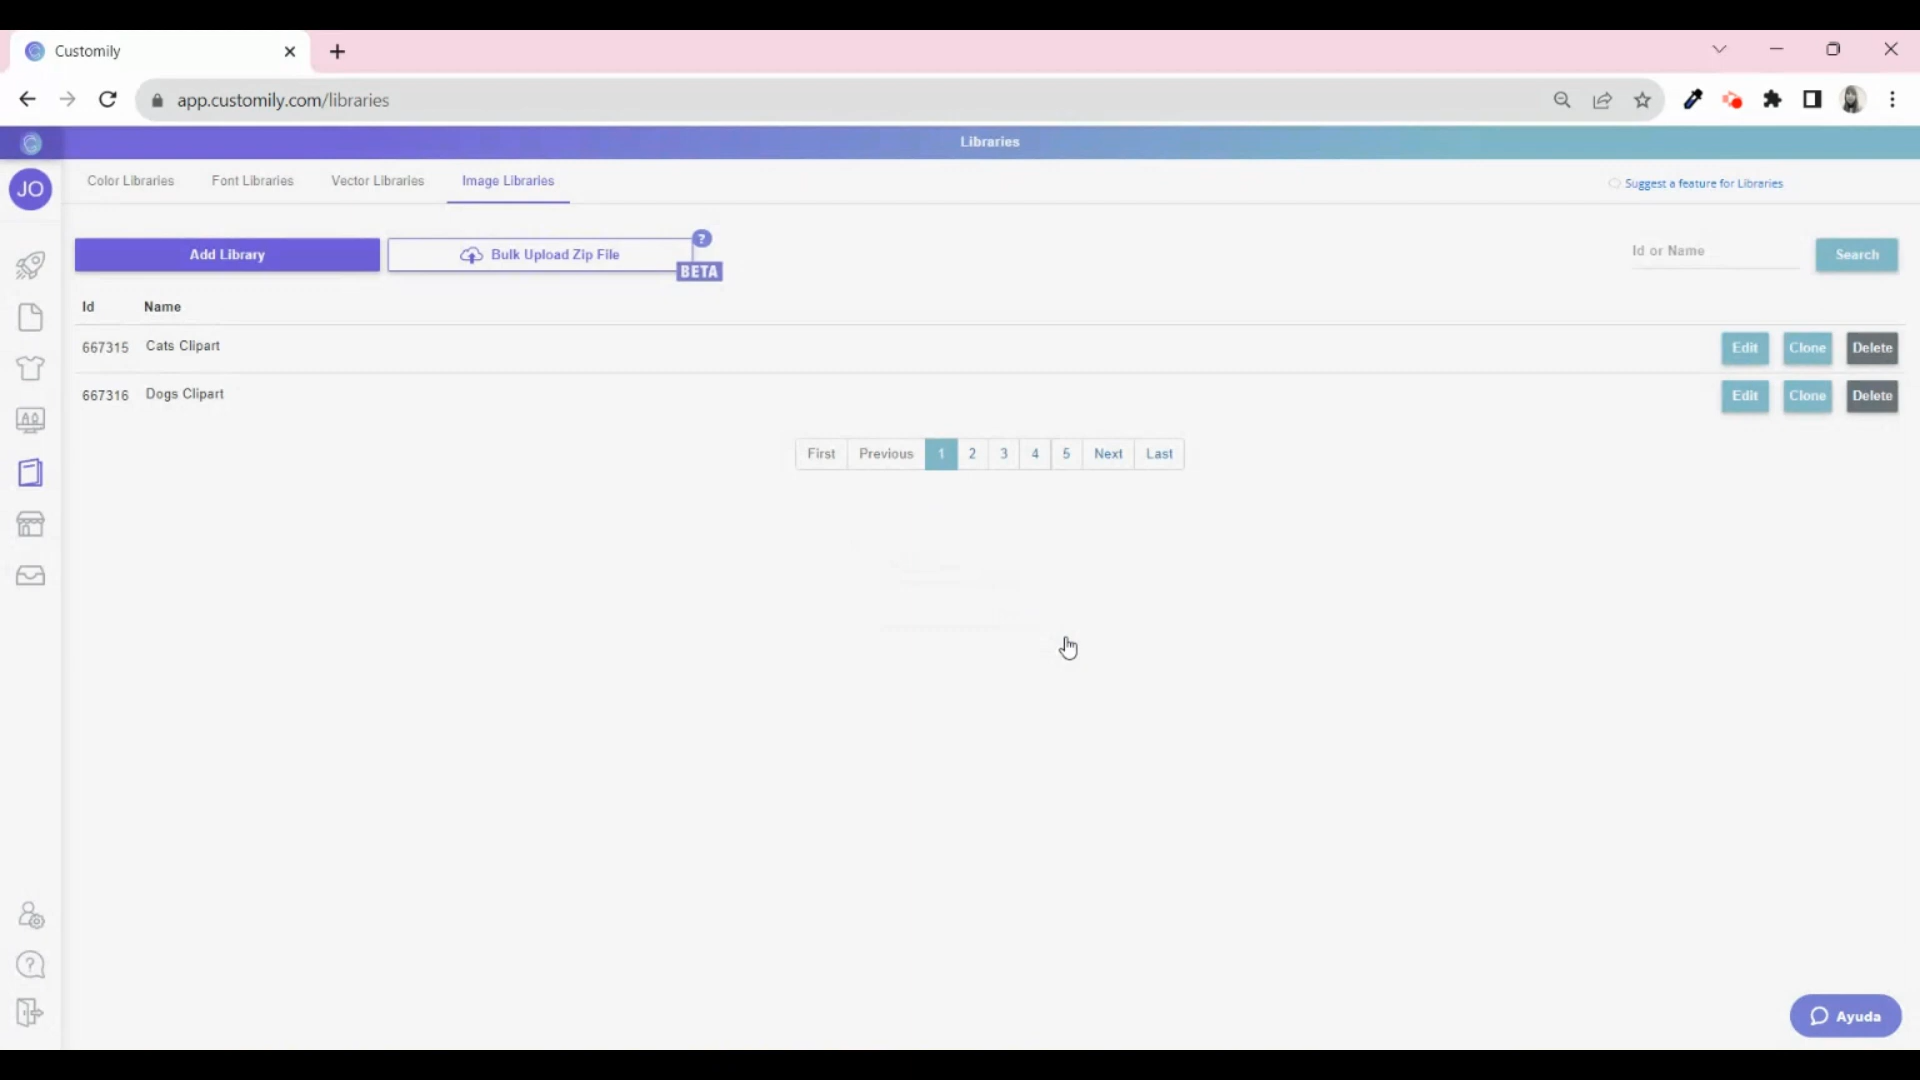 Customily
app.customily.com/libraries
Libraries
JO
Color Libraries Font Libraries Vector Libraries Image Libraries
Suggest a feature for Libraries
Add Library
Bulk Upload Zip File
?
BETA
Id or Name
Search
Id Name
667315 Cats Clipart Edit Clone Delete
667316 Dogs Clipart Edit Clone Delete
First Previous 1 2 3 4 5 Next Last
Ayuda